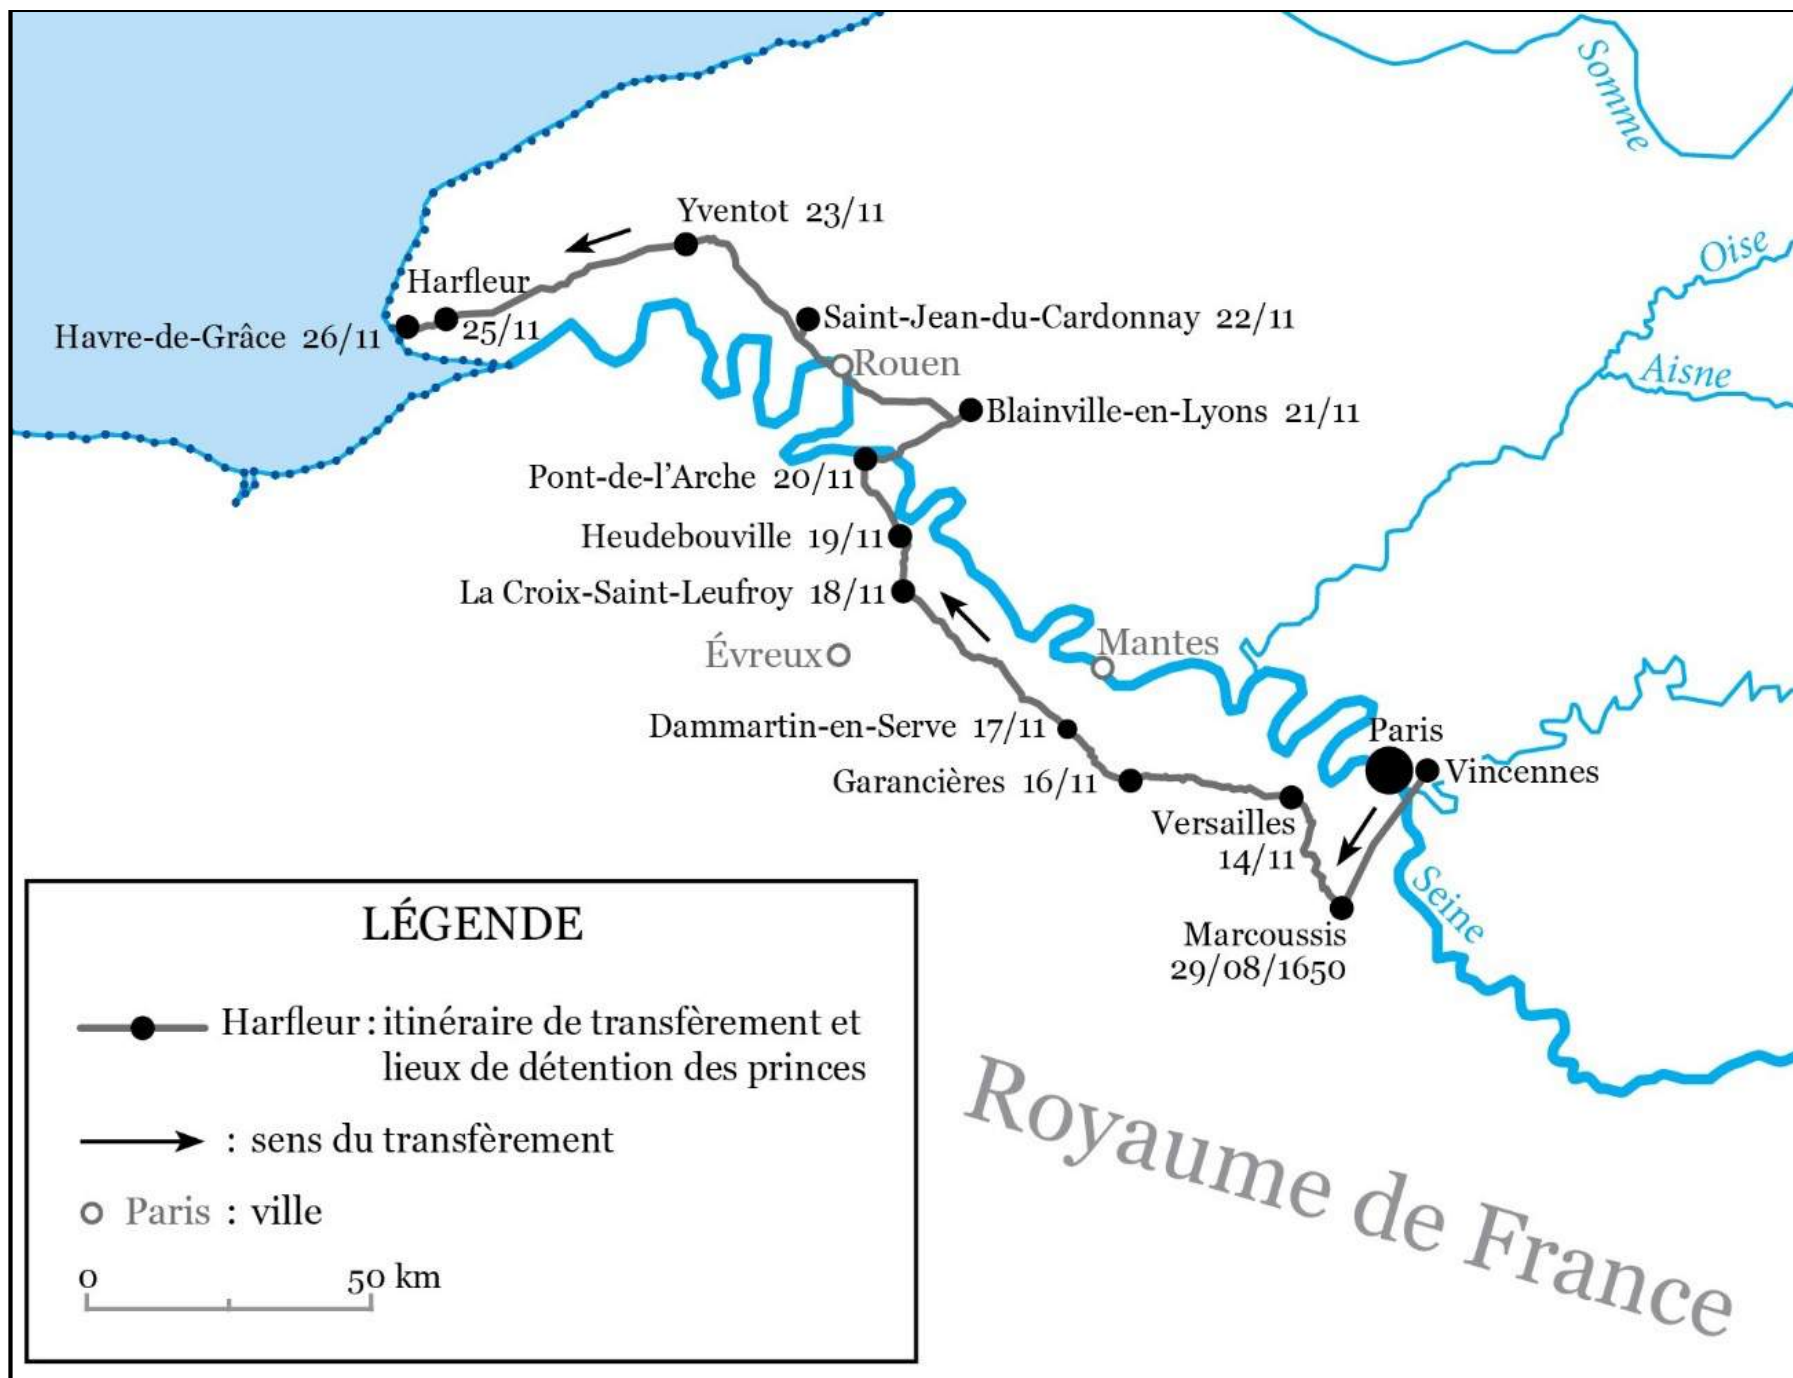 Somme
Yventot 23/11
Oise
Harfleur
25/11
Havre-de-Grâce 26/11
Saint-Jean-du-Cardonnay 22/11
Rouen
Aisne
Blainville-en-Lyons 21/11
Pont-de-l'Arche 20/11
Heudebouville 19/11
La Croix-Saint-Leufroy 18/11
Évreux
Mantes
Dammartin-en-Serve 17/11
Paris
Vincennes
Garancières 16/11
Versailles
14/11
Seine
Marcoussis
29/08/1650
LÉGENDE
Harfleur : itinéraire de transfèrement et
lieux de détention des princes
: sens du transfèrement
Paris : ville
0 50 km
Royaume de France